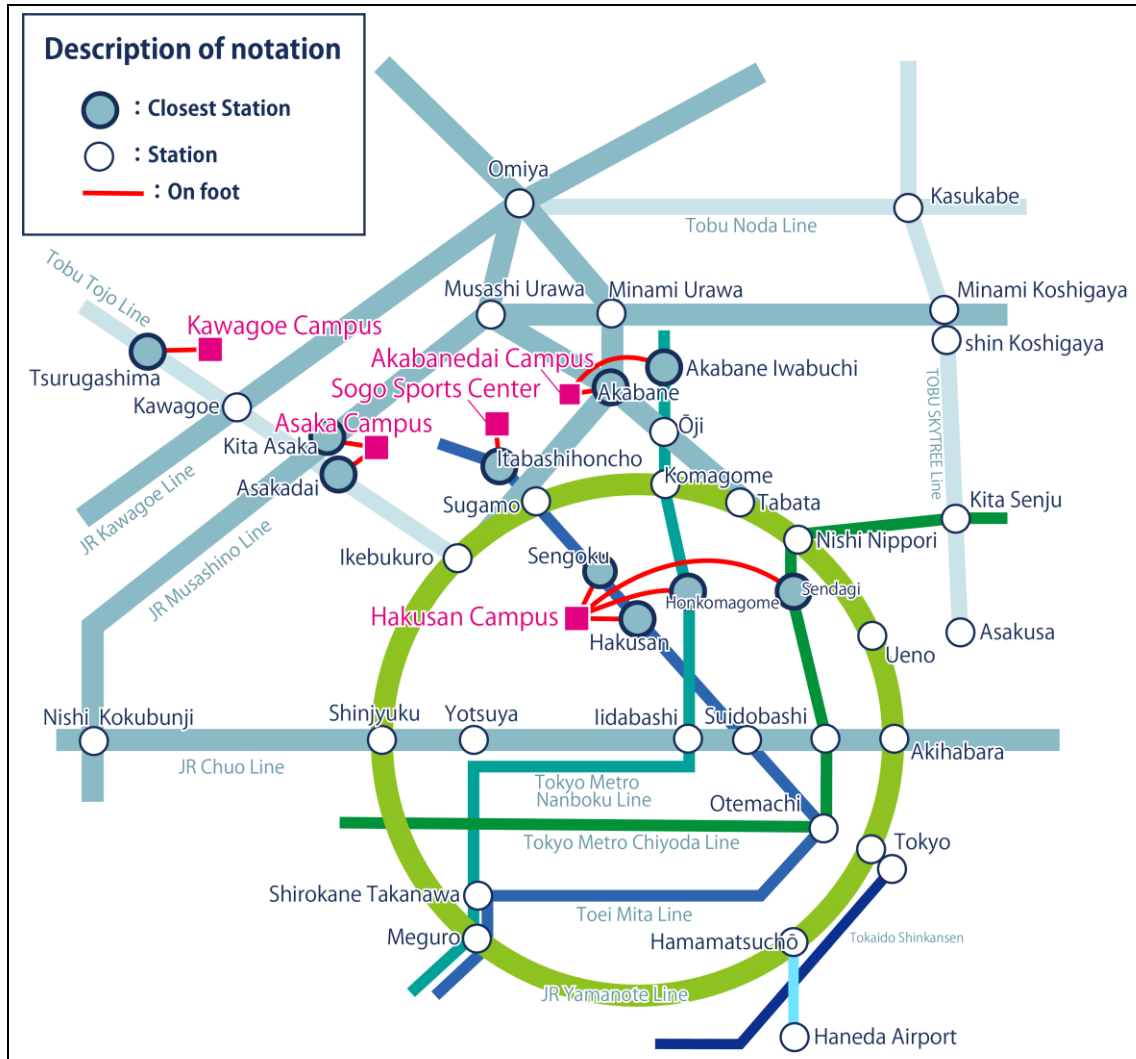 Description of notation
: Closest Station
: Station
: On foot
Omiya
Kasukabe
Tobu Noda Line
Tobu Tojo Line
Musashi Urawa
Minami Urawa
Minami Koshigaya
shin Koshigaya
Kawagoe Campus
Tsurugashima
Akabanedai Campus
Akabane Iwabuchi
Akabane
Sogo Sports Center
Kawagoe
Asaka Campus
Kita Asaka
Ōji
TOBU SKYTREE Line
Itabashihoncho
Asakadai
Komagome
Sugamo
Tabata
Kita Senju
JR Kawagoe Line
Nishi Nippori
JR Musashino Line
Ikebukuro
Sengoku
Honkomagome
Sendagi
Hakusan Campus
Hakusan
Asakusa
Ueno
Nishi Kokubunji
Shinjyuku
Yotsuya
Iidabashi
Suidobashi
Akihabara
JR Chuo Line
Tokyo Metro
Nanboku Line
Otemachi
Tokyo Metro Chiyoda Line
Tokyo
Shirokane Takanawa
Toei Mita Line
Meguro
Hamamatsuchō
Tokaido Shinkansen
JR Yamanote Line
Haneda Airport